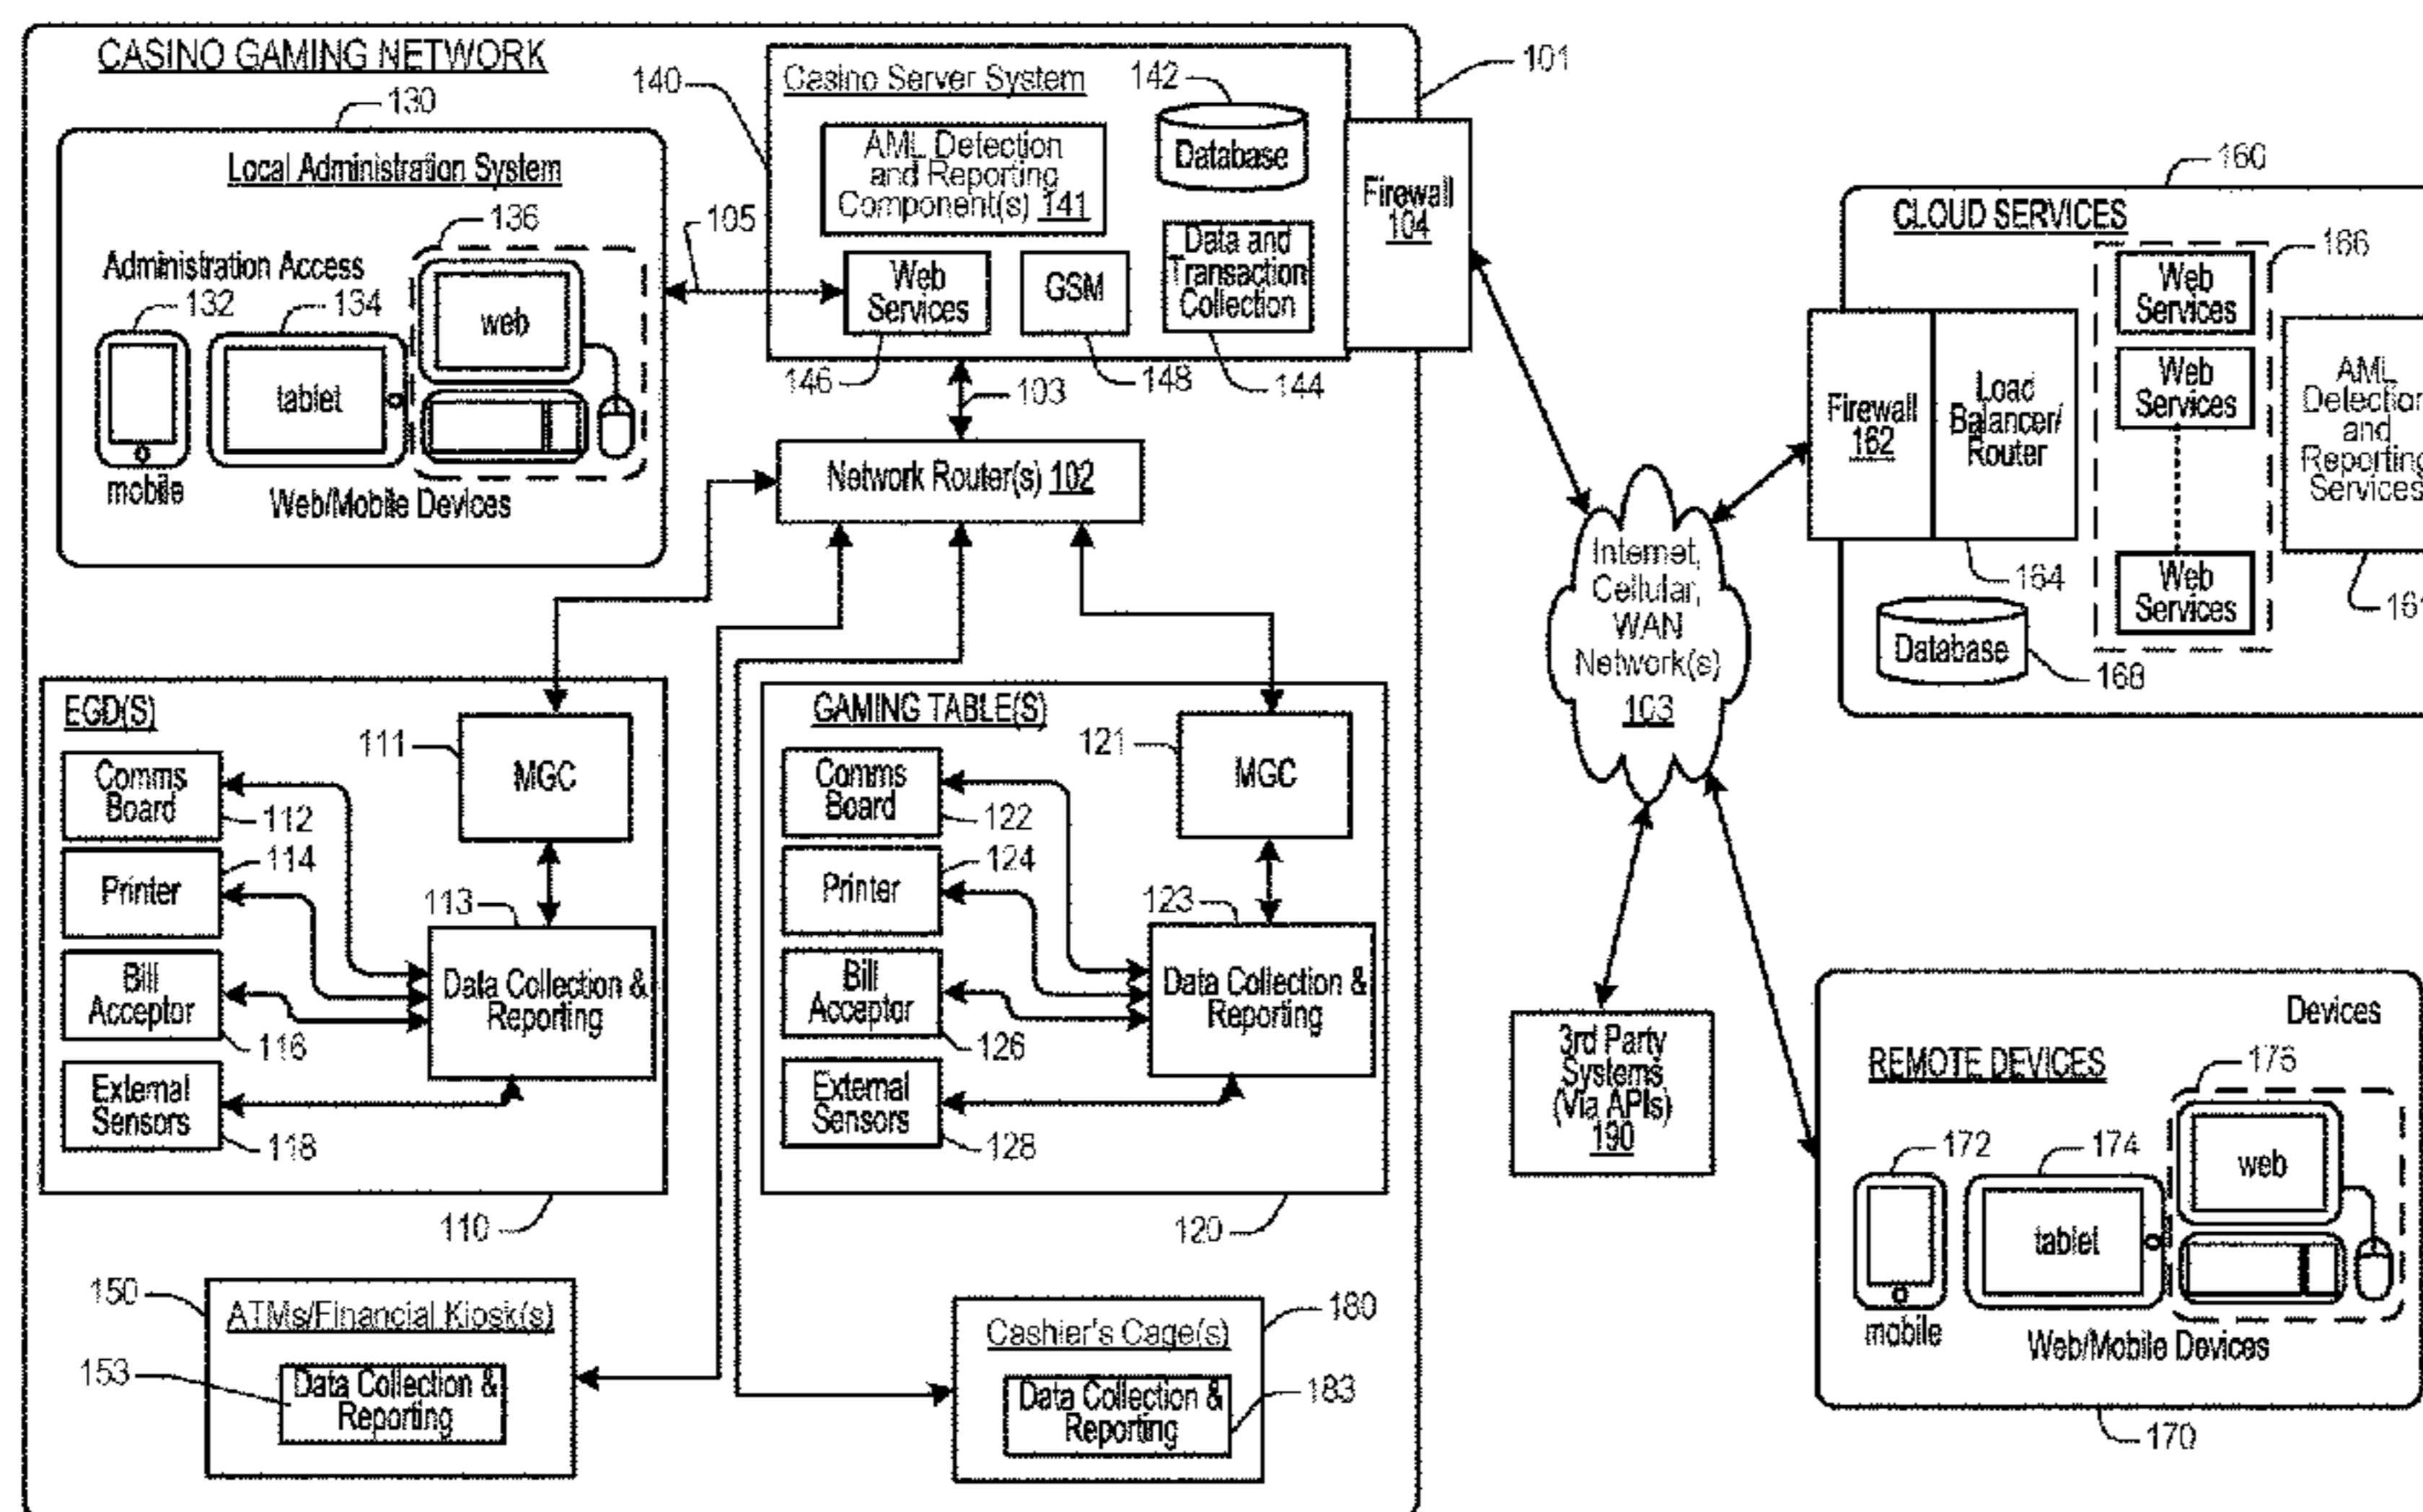 CASINO GAMING NETWORK
101
130
Local Administration System
136
Administration Access
132
134
web
tablet
mobile
Web/Mobile Devices
105
140
Casino Server System
142
AML Detection
and Reporting
Component(s) 141
Database
Web
Services
GSM
Data and
Transaction
Collection
146
148
144
Firewall
104
103
Network Router(s) 102
EGD(S)
111
MGC
Comms
Board
112
Printer
114
113
Bill
Acceptor
116
Data Collection &
Reporting
External
Sensors
118
110
GAMING TABLE(S)
121
MGC
Comms
Board
122
Printer
124
123
Bill
Acceptor
126
Data Collection &
Reporting
External
Sensors
128
120
150
ATMs/Financial Kiosk(s)
153
Data Collection &
Reporting
180
Cashier's Cage(s)
Data Collection &
Reporting
183
Internet,
Cellular,
WAN
Network(s)
103
3rd Party
Systems
(Via APIs)
190
160
CLOUD SERVICES
166
Web
Services
Web
Services
Web
Services
Firewall
162
Load
Balancer/
Router
164
AML
Detection
and
Reporting
Services
161
Database
168
Devices
REMOTE DEVICES
176
172
174
web
tablet
mobile
Web/Mobile Devices
170